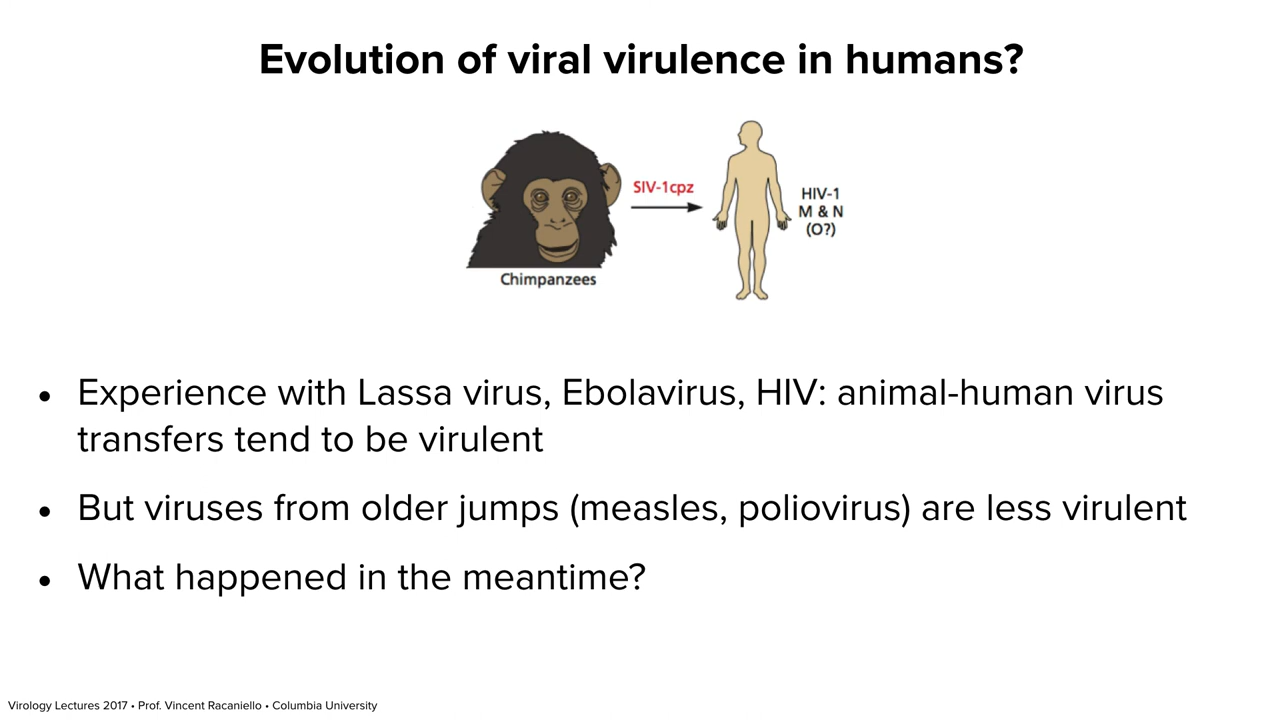 Evolution of viral virulence in humans?
SIV-1cpz
HIV-1
M & N
(O?)
Chimpanzees
• Experience with Lassa virus, Ebolavirus, HIV: animal-human virus
transfers tend to be virulent
• But viruses from older jumps (measles, poliovirus) are less virulent
• What happened in the meantime?
Virology Lectures 2017 • Prof. Vincent Racaniello • Columbia University